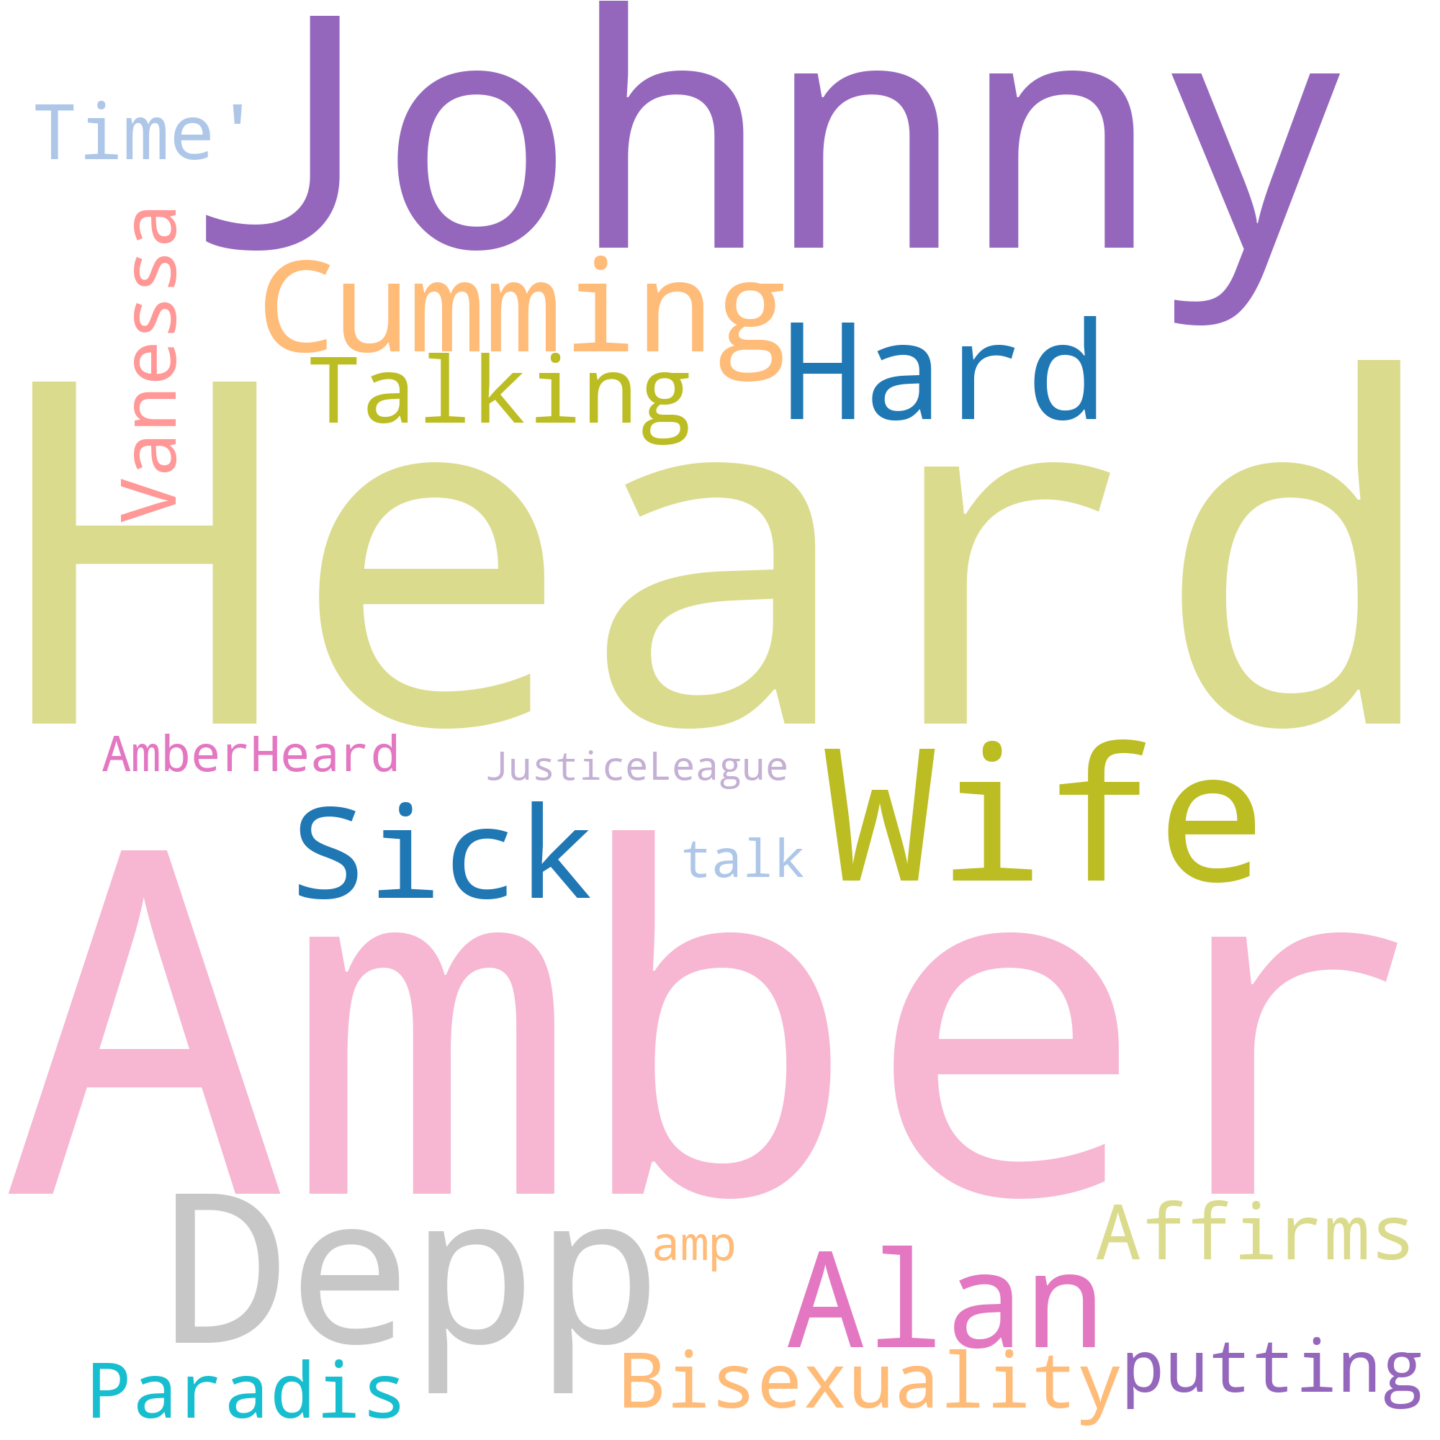 Johnny
Time'
Vanessa
Cumming
Hard
Talking
Heard
AmberHeard
JusticeLeague
Wife
Sick
talk
Amber
Depp
amp
Affirms
Alan
Paradis
Bisexuality
putting